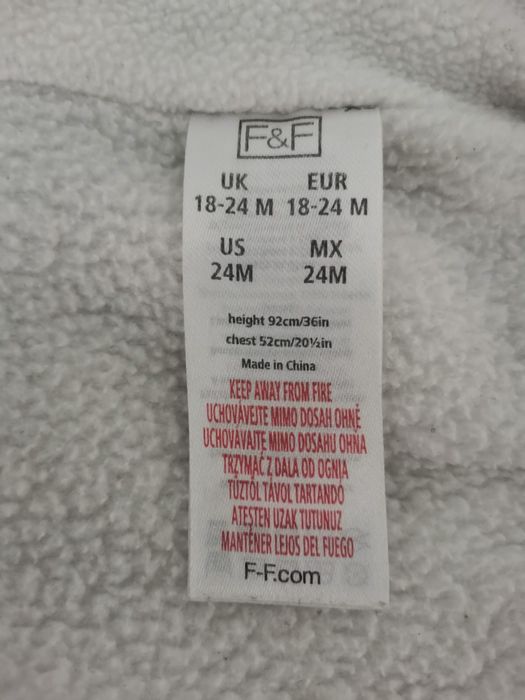 F&F
UK EUR
18-24 M 18-24 M
US MX
24M 24M
height 92cm/36in
chest 52cm/20½in
Made in China
KEEP AWAY FROM FIRE
UCHOVÁVEJTE MIMO DOSAH OHNĚ
UCHOVÁVAJTE MIMO DOSAHU OHŇA
TRZYMAĆ Z DALA OD OGNIA
TŰZTŐL TÁVOL TARTANDÓ
ATEŞTEN UZAK TUTUNUZ
MANTENER LEJOS DEL FUEGO
F-F.com